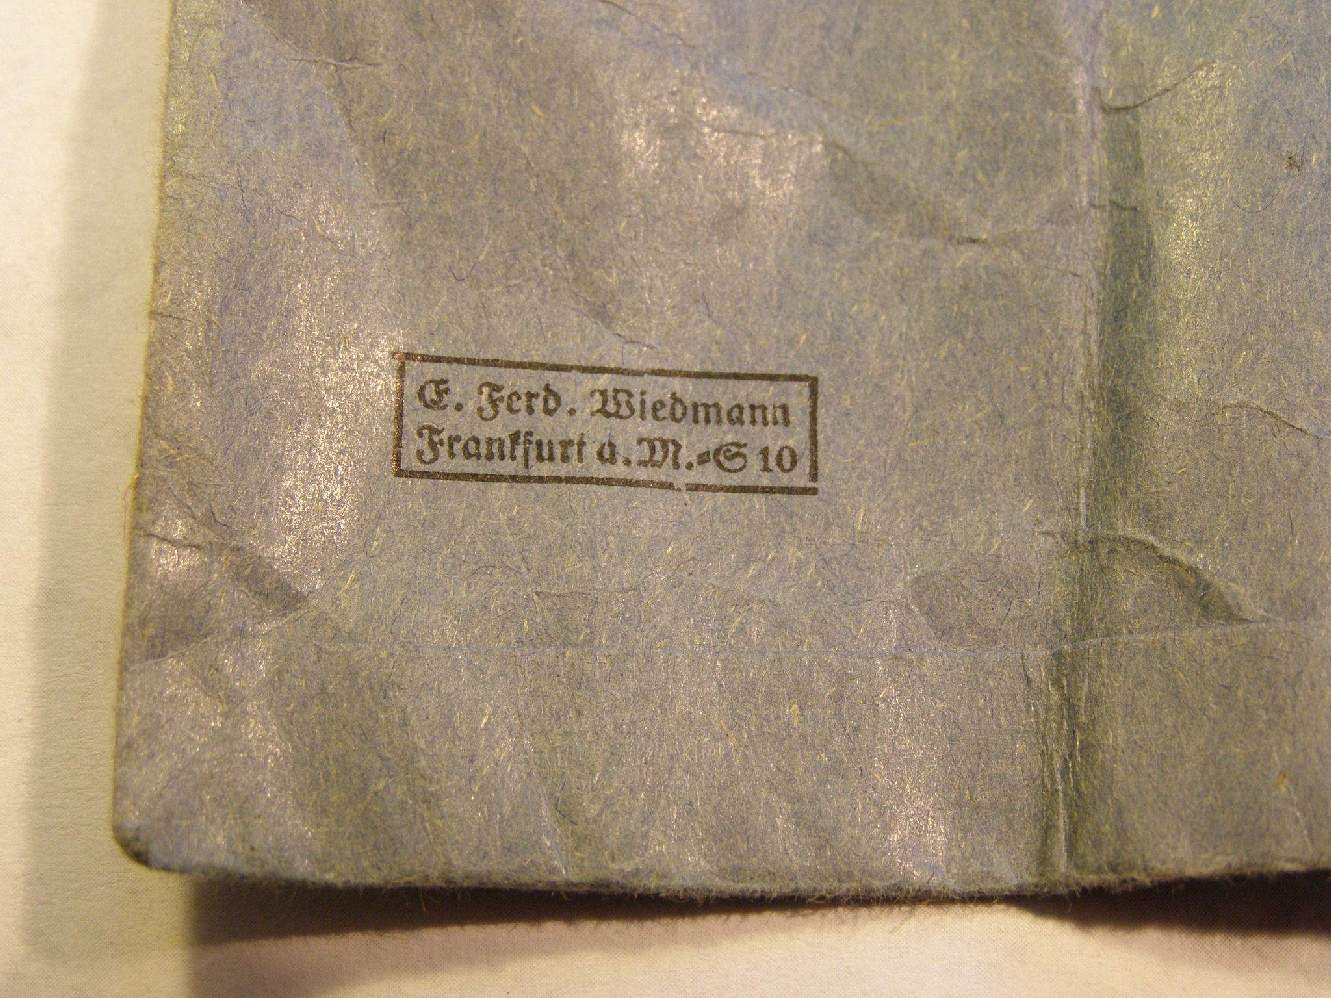 E. Ferd. Wiedmann
Frankfurt a. M.-S 10